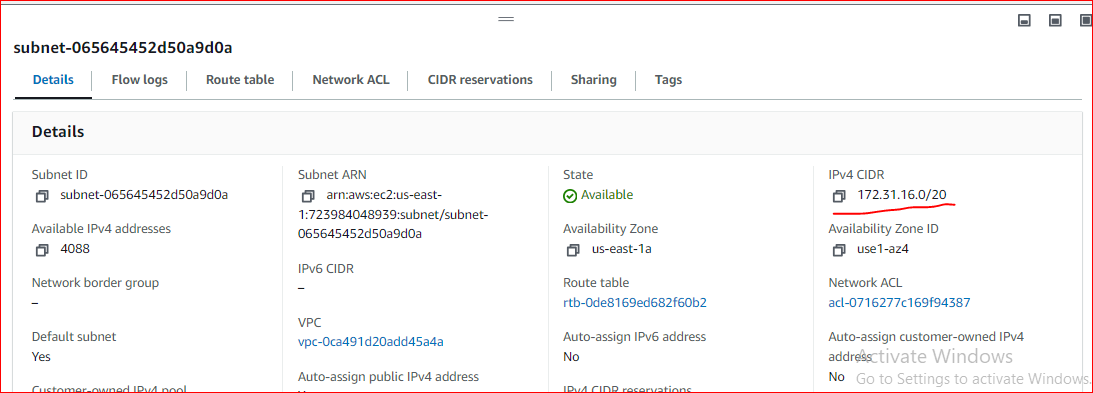 subnet-065645452d50a9d0a
Details Flow logs Route table Network ACL CIDR reservations Sharing Tags
Details
Subnet ID
subnet-065645452d50a9d0a
Available IPv4 addresses
4088
Network border group
–
Default subnet
Yes
Customer-owned IPv4 pool
Subnet ARN
arn:aws:ec2:us-east-
1:723984048939:subnet/subnet-
065645452d50a9d0a
IPv6 CIDR
–
VPC
vpc-0ca491d20add45a4a
Auto-assign public IPv4 address
State
Available
Availability Zone
us-east-1a
Route table
rtb-0de8169ed682f60b2
Auto-assign IPv6 address
No
IPv4 CIDR reservations
IPv4 CIDR
172.31.16.0/20
Availability Zone ID
use1-az4
Network ACL
acl-0716277c169f94387
Auto-assign customer-owned IPv4
address
No
Activate Windows
Go to Settings to activate Windows.